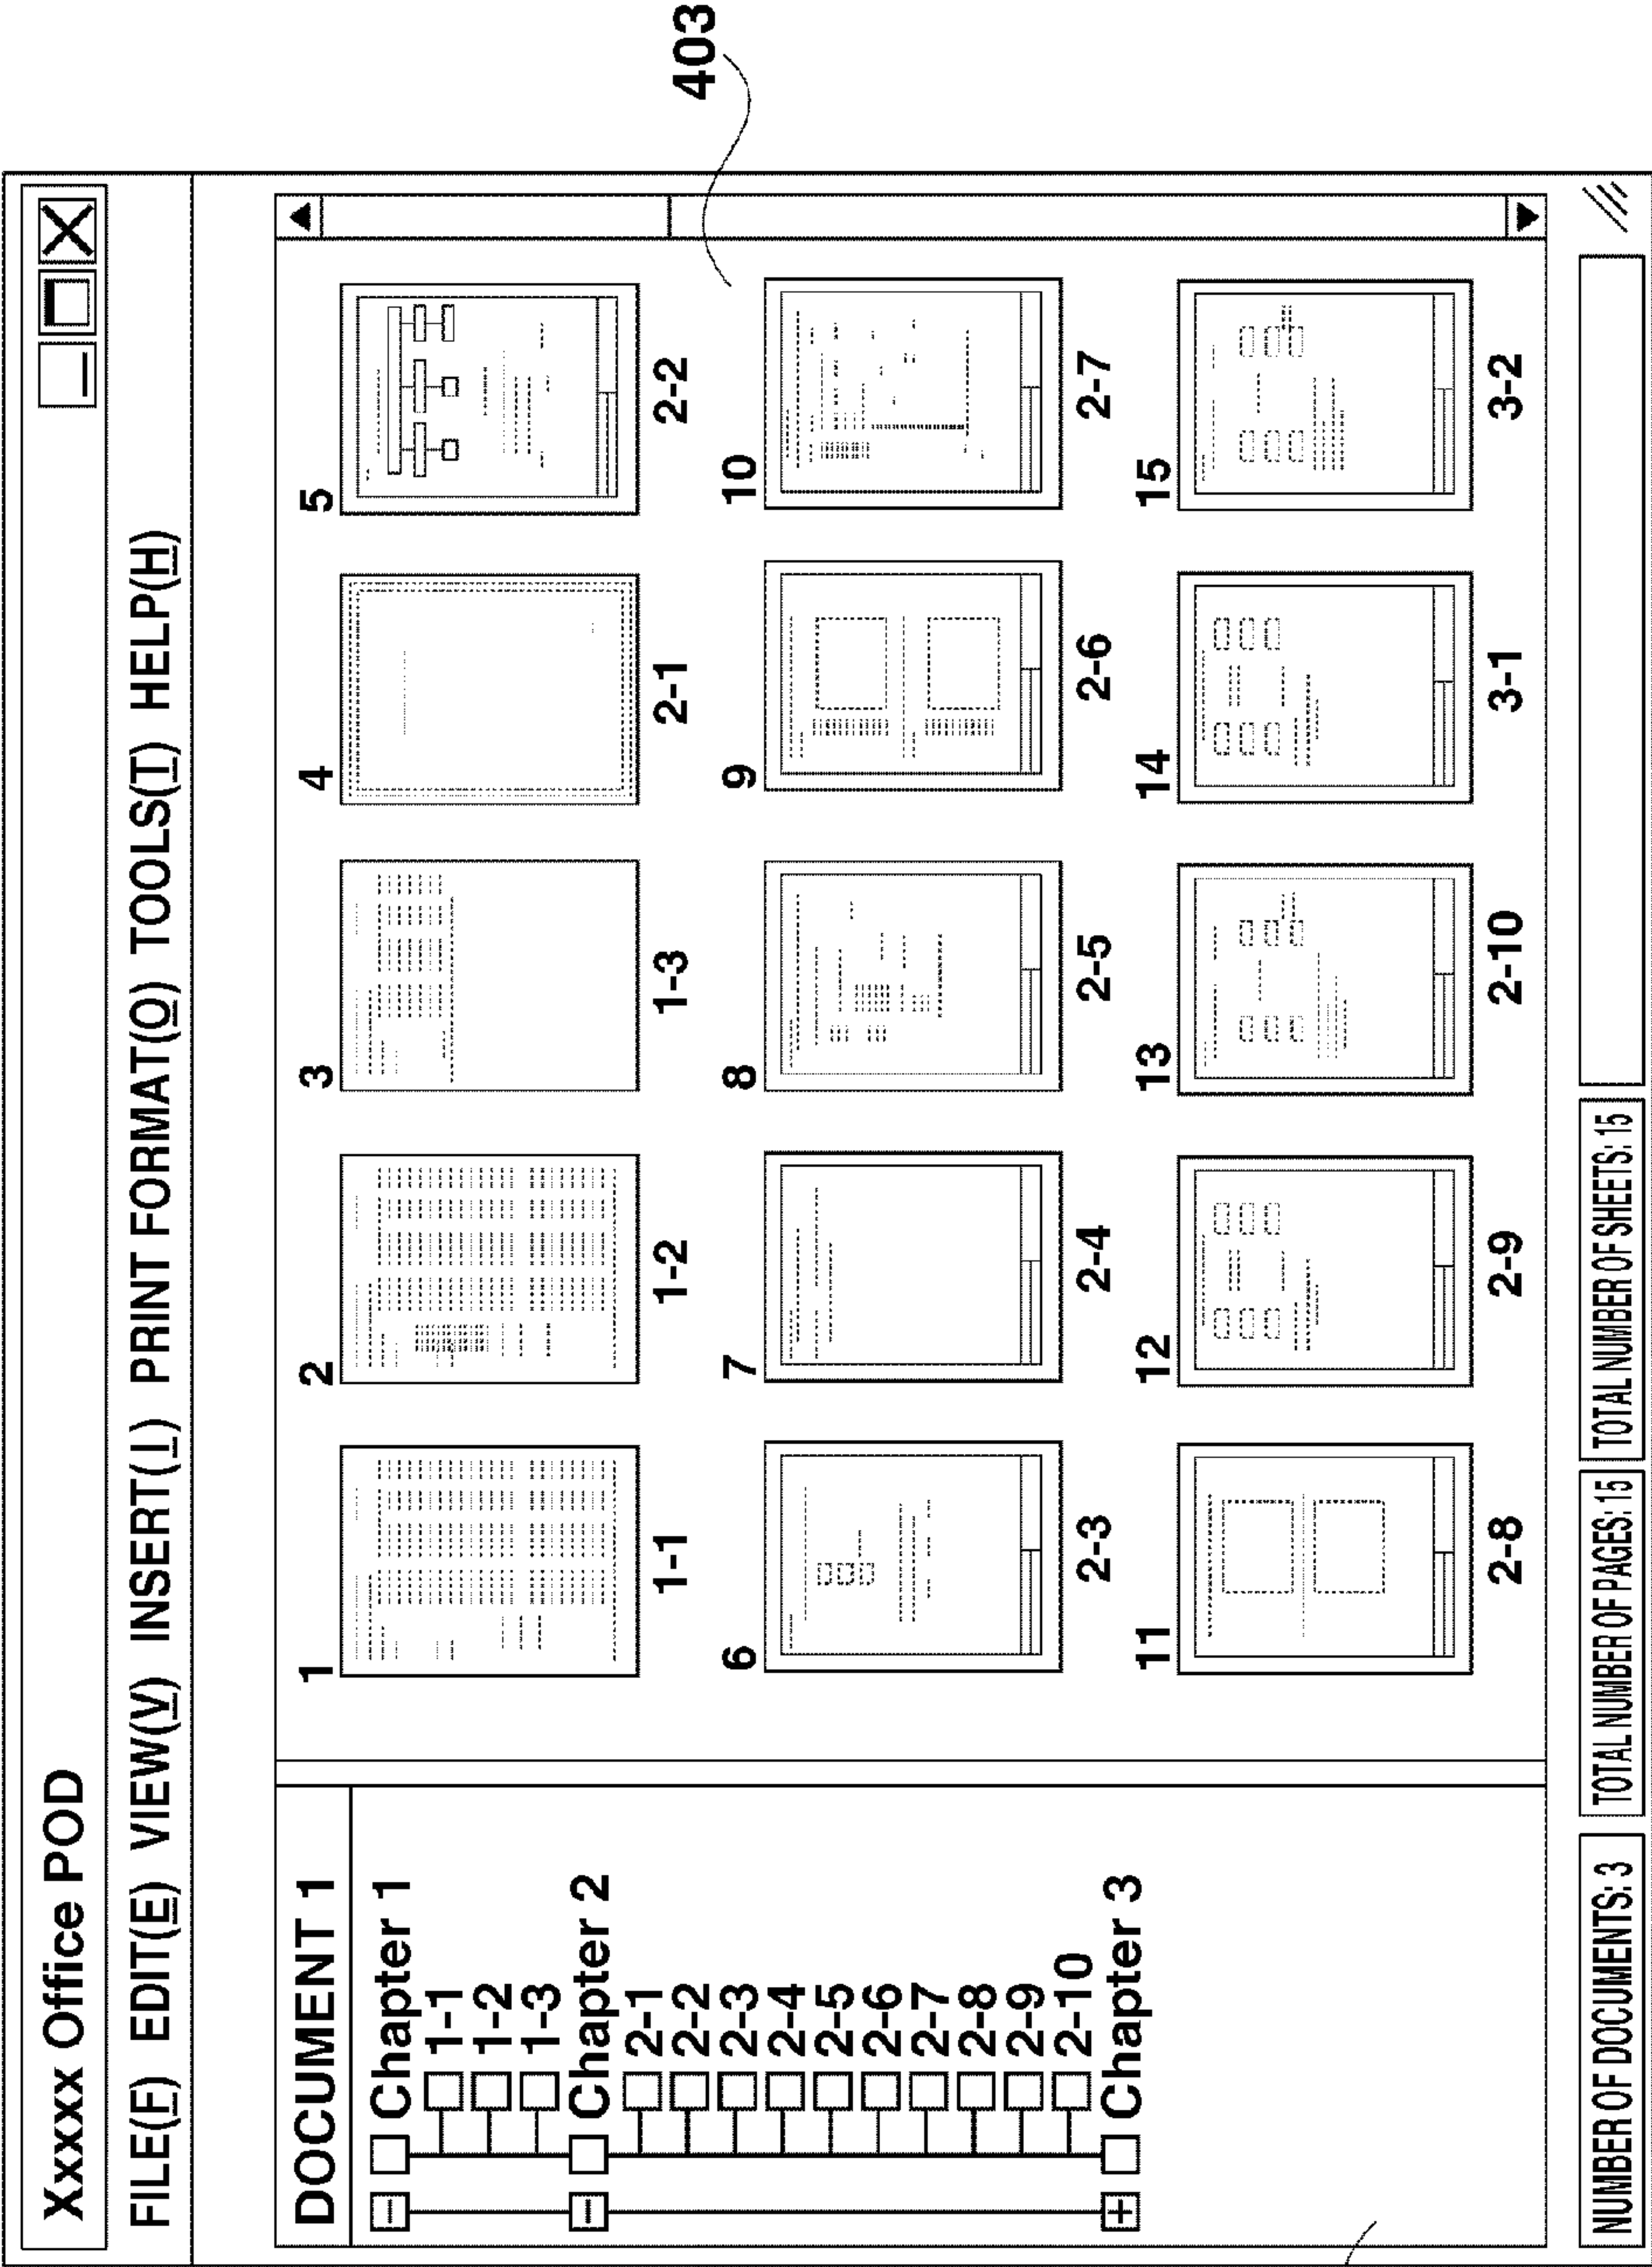 Xxxxx Office POD
FILE(F) EDIT(E) VIEW(V) INSERT(I) PRINT FORMAT(O) TOOLS(T) HELP(H)
DOCUMENT 1
Chapter 1
1-1
1-2
1-3
Chapter 2
2-1
2-2
2-3
2-4
2-5
2-6
2-7
2-8
2-9
2-10
Chapter 3
1 2 3 4 5
1-1 1-2 1-3 2-1 2-2
6 7 8 9 10
2-3 2-4 2-5 2-6 2-7
11 12 13 14 15
2-8 2-9 2-10 3-1 3-2
403
NUMBER OF DOCUMENTS: 3 TOTAL NUMBER OF PAGES: 15 TOTAL NUMBER OF SHEETS: 15